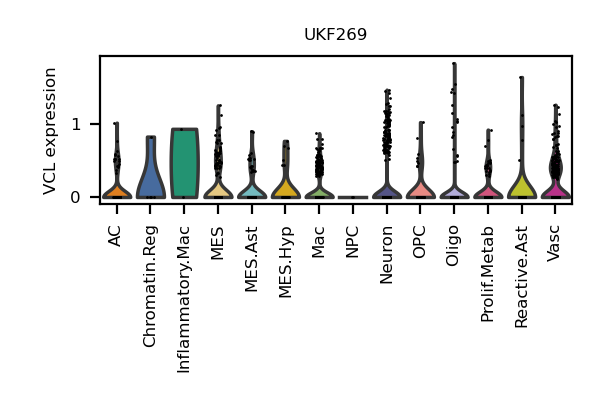 UKF269
VCL expression
1
0
AC
Chromatin.Reg
Inflammatory.Mac
MES
MES.Ast
MES.Hyp
Mac
NPC
Neuron
OPC
Oligo
Prolif.Metab
Reactive.Ast
Vasc